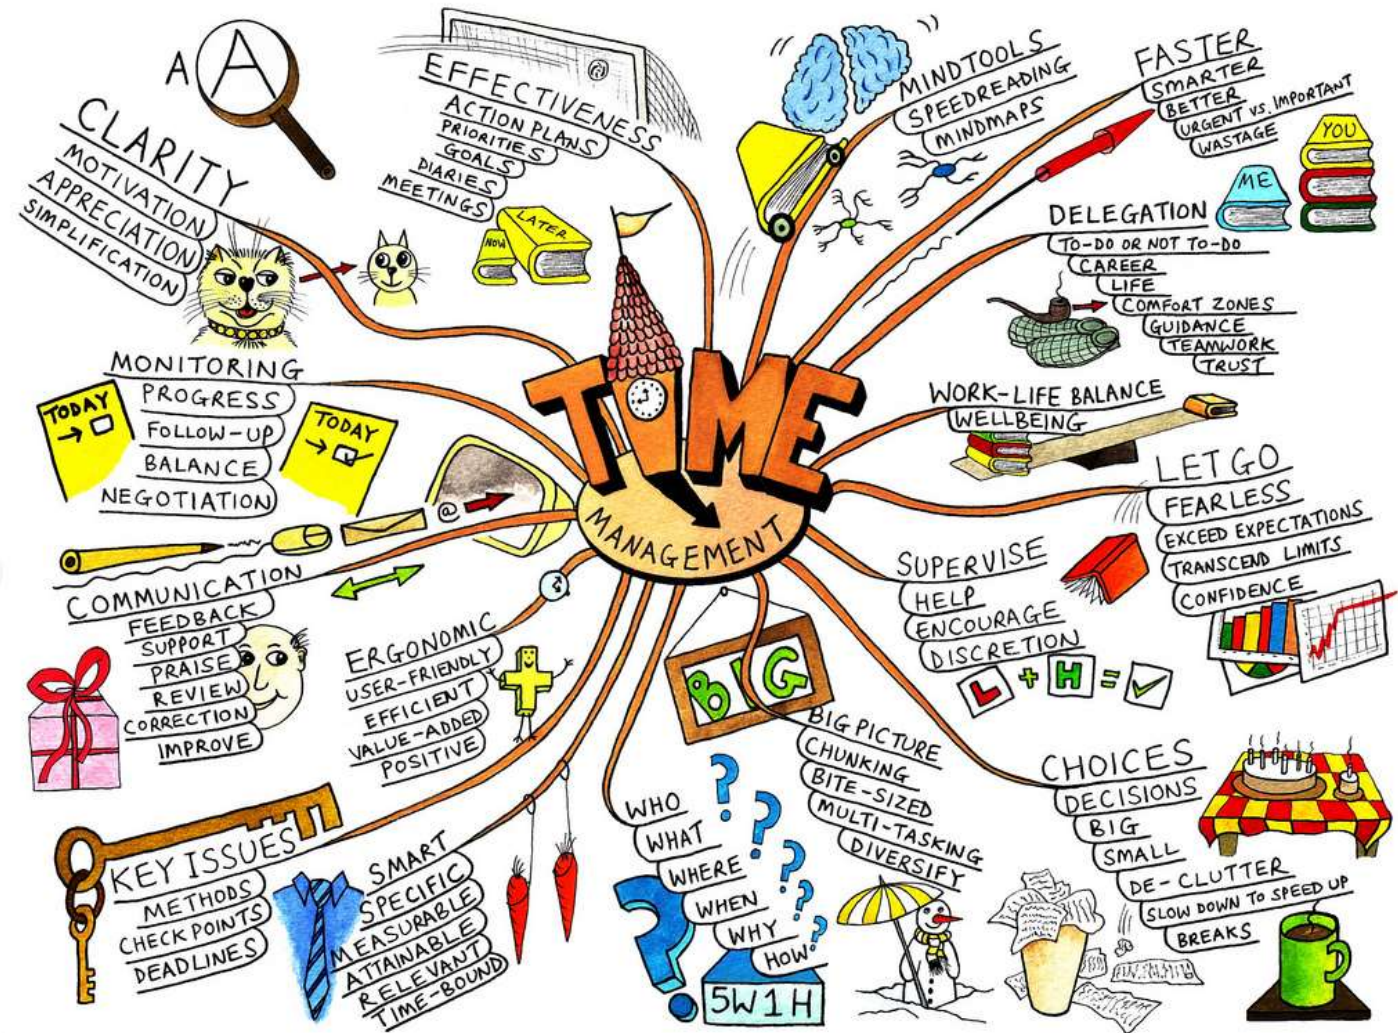 TIME
MANAGEMENT
A
A
CLARITY
MOTIVATION
APPRECIATION
SIMPLIFICATION
EFFECTIVENESS
ACTION PLANS
PRIORITIES
GOALS
DIARIES
MEETINGS
NOW
LATER
MINDTOOLS
SPEEDREADING
MINDMAPS
FASTER
SMARTER
BETTER
URGENT VS. IMPORTANT
WASTAGE
YOU
ME
DELEGATION
TO-DO OR NOT TO-DO
CAREER
LIFE
COMFORT ZONES
GUIDANCE
TEAMWORK
TRUST
WORK-LIFE BALANCE
WELLBEING
LET GO
FEARLESS
EXCEED EXPECTATIONS
TRANSCEND LIMITS
CONFIDENCE
SUPERVISE
HELP
ENCOURAGE
DISCRETION
L + H = ✓
CHOICES
DECISIONS
BIG
SMALL
DE-CLUTTER
SLOW DOWN TO SPEED UP
BREAKS
BIG
BIG PICTURE
CHUNKING
BITE-SIZED
MULTI-TASKING
DIVERSIFY
WHO
WHAT
WHERE
WHEN
WHY
HOW
? ? ? ? ? ?
?
5W1H
SMART
SPECIFIC
MEASURABLE
ATTAINABLE
RELEVANT
TIME-BOUND
KEY ISSUES
METHODS
CHECK POINTS
DEADLINES
ERGONOMIC
USER-FRIENDLY
EFFICIENT
VALUE-ADDED
POSITIVE
COMMUNICATION
FEEDBACK
SUPPORT
PRAISE
REVIEW
CORRECTION
IMPROVE
@
MONITORING
PROGRESS
FOLLOW-UP
BALANCE
NEGOTIATION
TODAY
TODAY